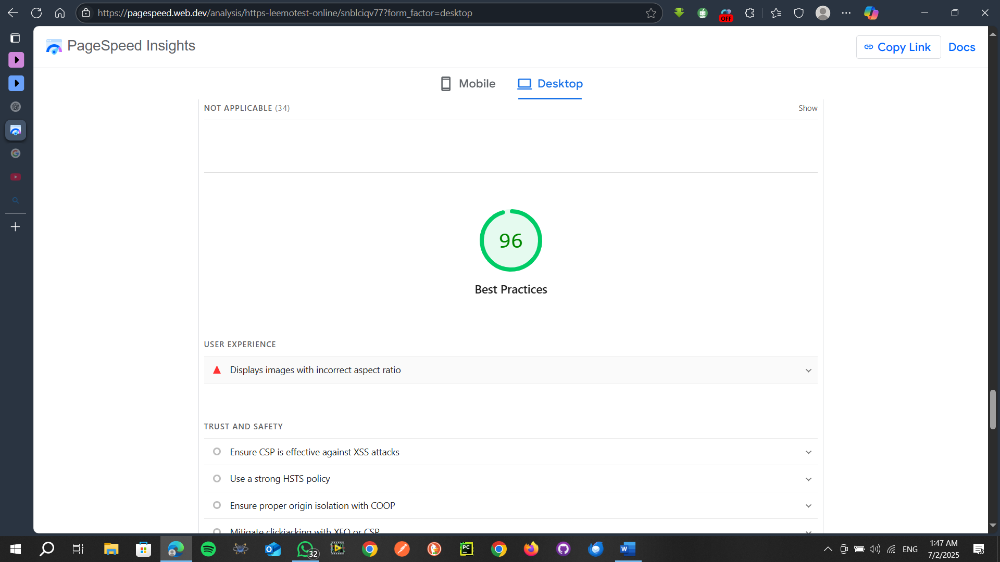 https://pagespeed.web.dev/analysis/https-leemotest-online/snblciqv77?form_factor=desktop
OFF
PageSpeed Insights
Copy Link
Docs
Mobile
Desktop
NOT APPLICABLE (34)
Show
96
Best Practices
USER EXPERIENCE
Displays images with incorrect aspect ratio
TRUST AND SAFETY
Ensure CSP is effective against XSS attacks
Use a strong HSTS policy
Ensure proper origin isolation with COOP
Mitigate clickjacking with XFO or CSP
32
PC
W
ENG
1:47 AM
7/2/2025